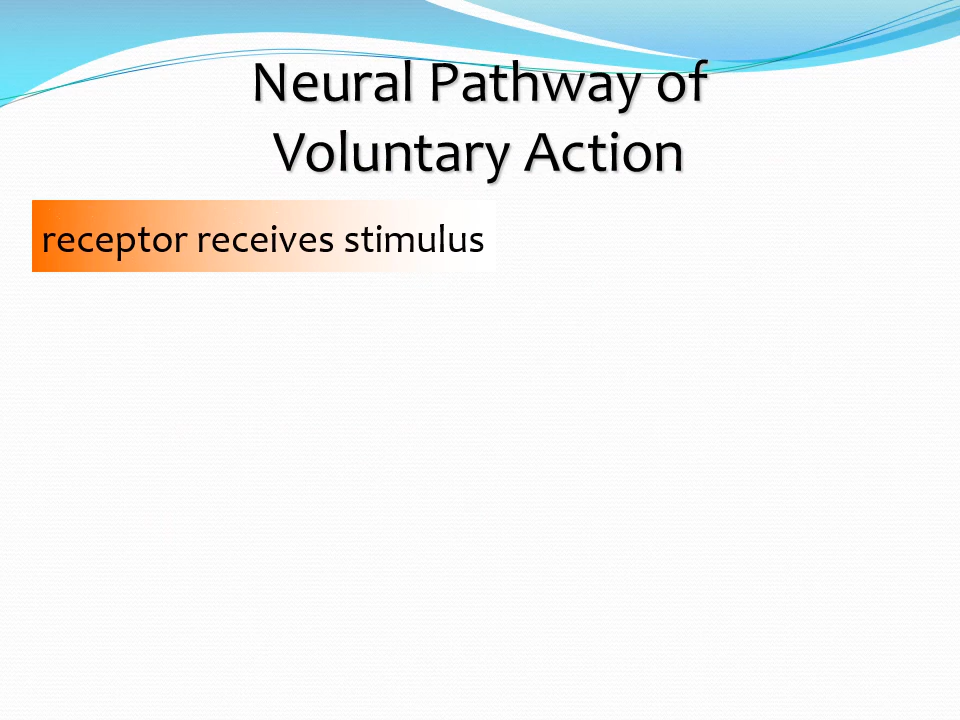 Neural Pathway of
Voluntary Action
receptor receives stimulus